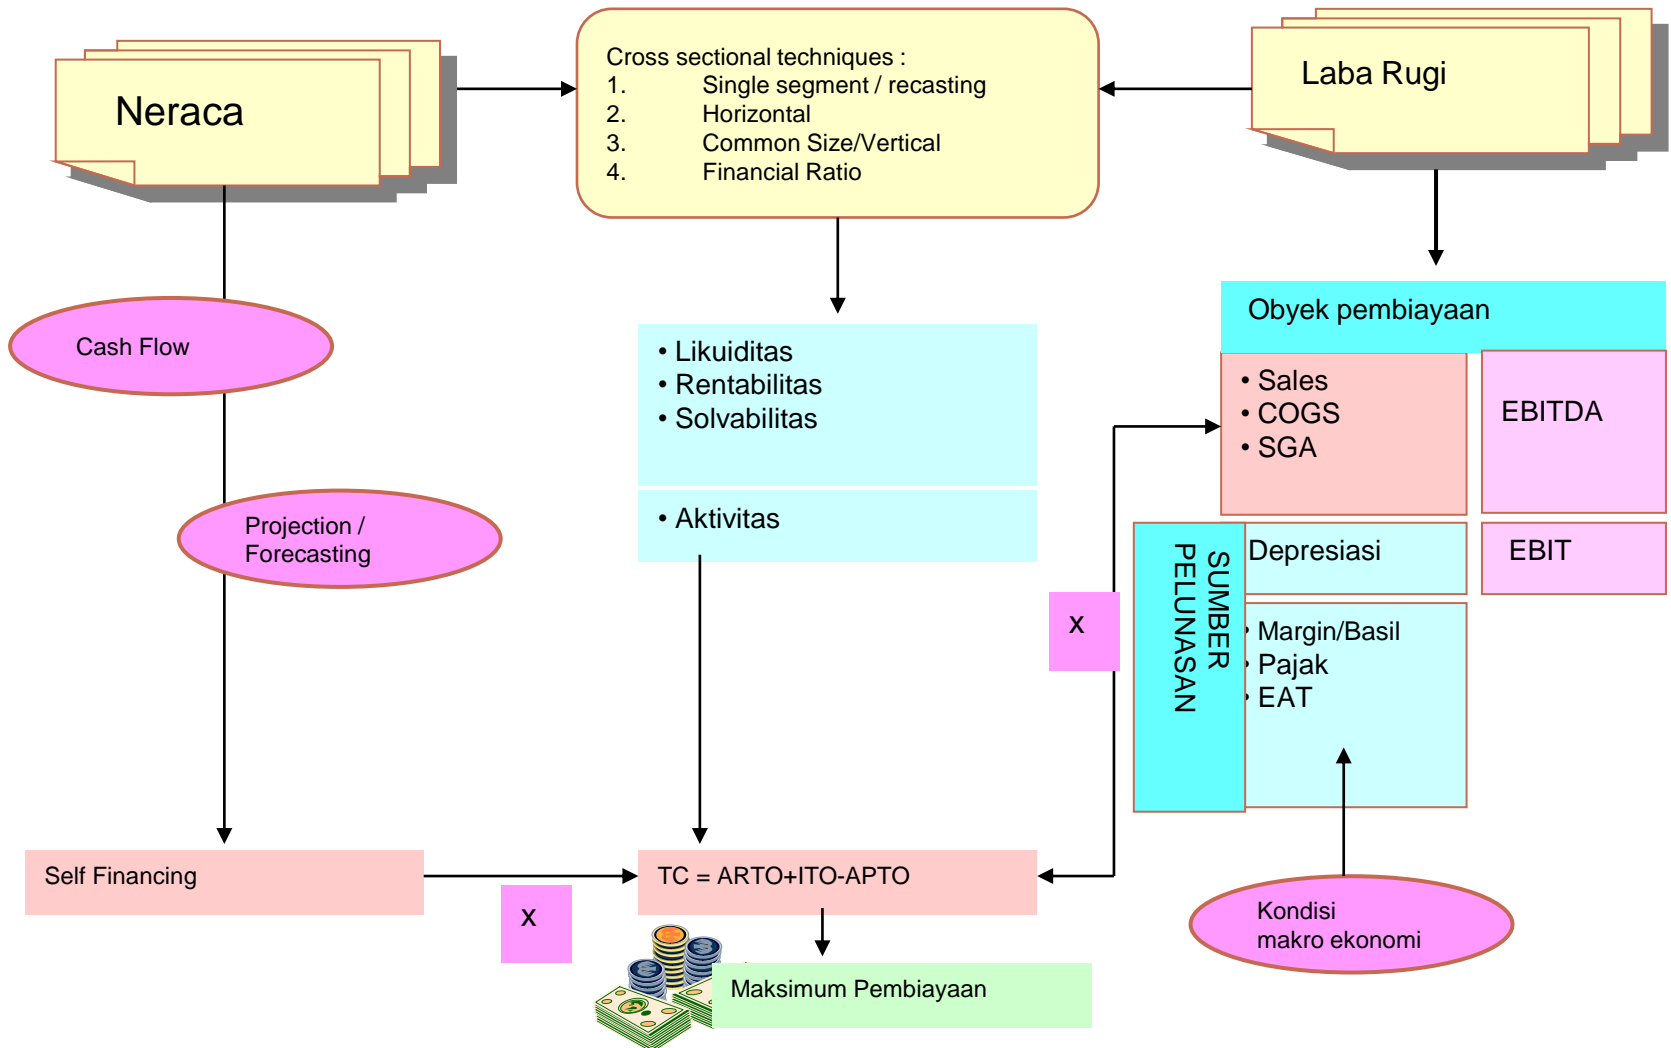 Neraca
Cross sectional techniques :
1. Single segment / recasting
2. Horizontal
3. Common Size/Vertical
4. Financial Ratio
Laba Rugi
Cash Flow
• Likuiditas
• Rentabilitas
• Solvabilitas
• Aktivitas
Obyek pembiayaan
• Sales
• COGS
• SGA
EBITDA
Projection /
Forecasting
SUMBER
PELUNASAN
Depresiasi
EBIT
• Margin/Basil
• Pajak
• EAT
x
Self Financing
x
TC = ARTO+ITO-APTO
Kondisi
makro ekonomi
Maksimum Pembiayaan